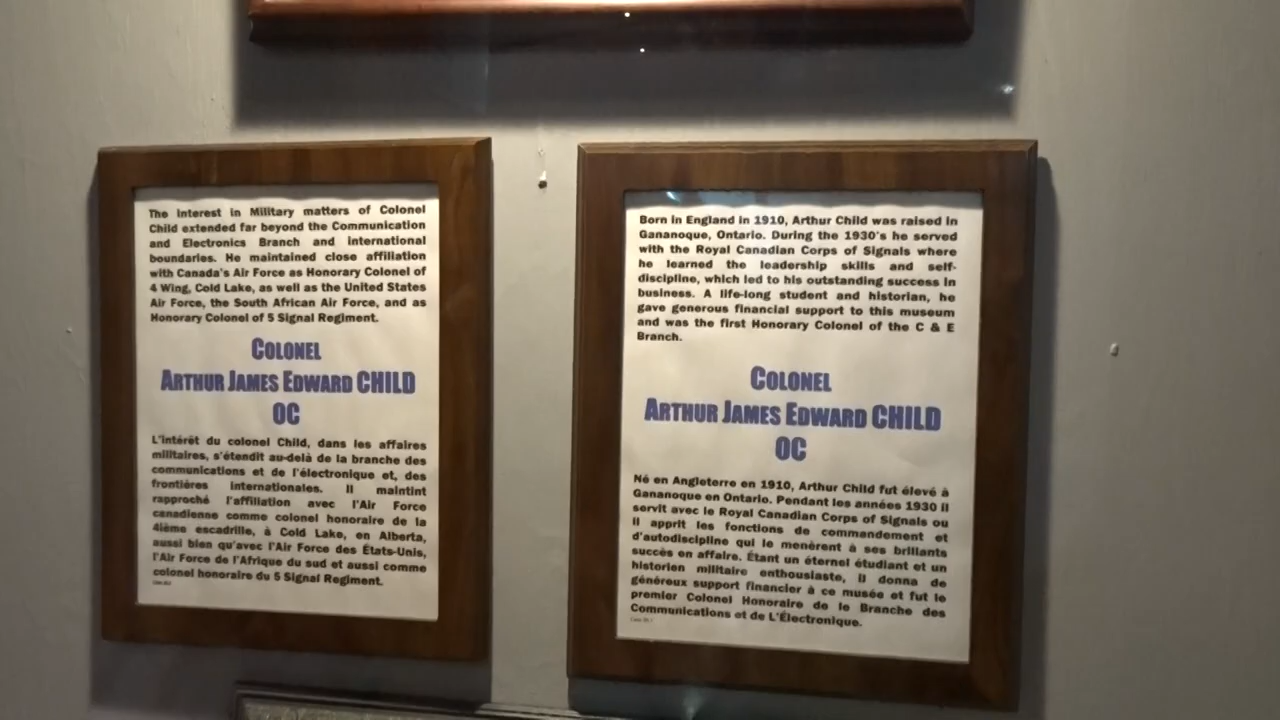 The interest in Military matters of Colonel
Child extended far beyond the Communication
and Electronics Branch and international
boundaries. He maintained close affiliation
with Canada's Air Force as Honorary Colonel of
4 Wing, Cold Lake, as well as the United States
Air Force, the South African Air Force, and as
Honorary Colonel of 5 Signal Regiment.
COLONEL
ARTHUR JAMES EDWARD CHILD
OC
L'intérêt du colonel Child, dans les affaires
militaires, s'étendit au-delà de la branche des
communications et de l'électronique et, des
frontières internationales. Il maintint
rapproché l'affiliation avec l'Air Force
canadienne comme colonel honoraire de la
4ième escadrille, à Cold Lake, en Alberta,
aussi bien qu'avec l'Air Force des États-Unis,
l'Air Force de l'Afrique du sud et aussi comme
colonel honoraire du 5 Signal Regiment.
Born in England in 1910, Arthur Child was raised in
Gananoque, Ontario. During the 1930's he served
with the Royal Canadian Corps of Signals where
he learned the leadership skills and self-
discipline, which led to his outstanding success in
business. A life-long student and historian, he
gave generous financial support to this museum
and was the first Honorary Colonel of the C & E
Branch.
COLONEL
ARTHUR JAMES EDWARD CHILD
OC
Né en Angleterre en 1910, Arthur Child fut élevé à
Gananoque en Ontario. Pendant les années 1930 il
servit avec le Royal Canadian Corps of Signals ou
il apprit les fonctions de commandement et
d'autodiscipline qui le menèrent à ses brillants
succès en affaire. Étant un éternel étudiant et un
historien militaire enthousiaste, il donna de
généreux support financier à ce musée et fut le
premier Colonel Honoraire de le Branche des
Communications et de L'Électronique.